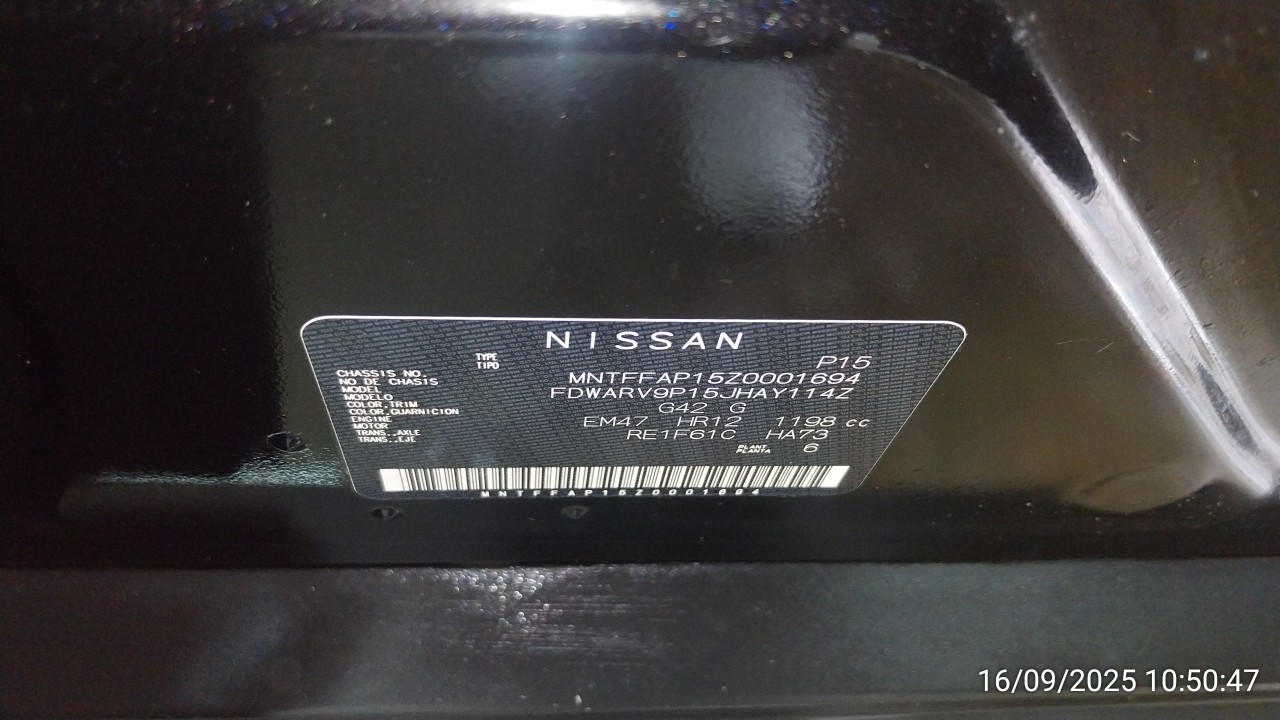 NISSAN
TYPE
TIPO
P15
CHASSIS NO.
NO DE CHASIS
MNTFFAP15Z0001694
MODEL
MODELO
FDWARV9P15JHAY114Z
COLOR,TRIM
COLOR,GUARNICION
G42 G
ENGINE
MOTOR
EM47 HR12 1198 cc
TRANS.,AXLE
TRANS.,EJE
RE1F61C HA73
PLANT
PLANTA
6
MNTFFAP15Z0001694
16/09/2025 10:50:47